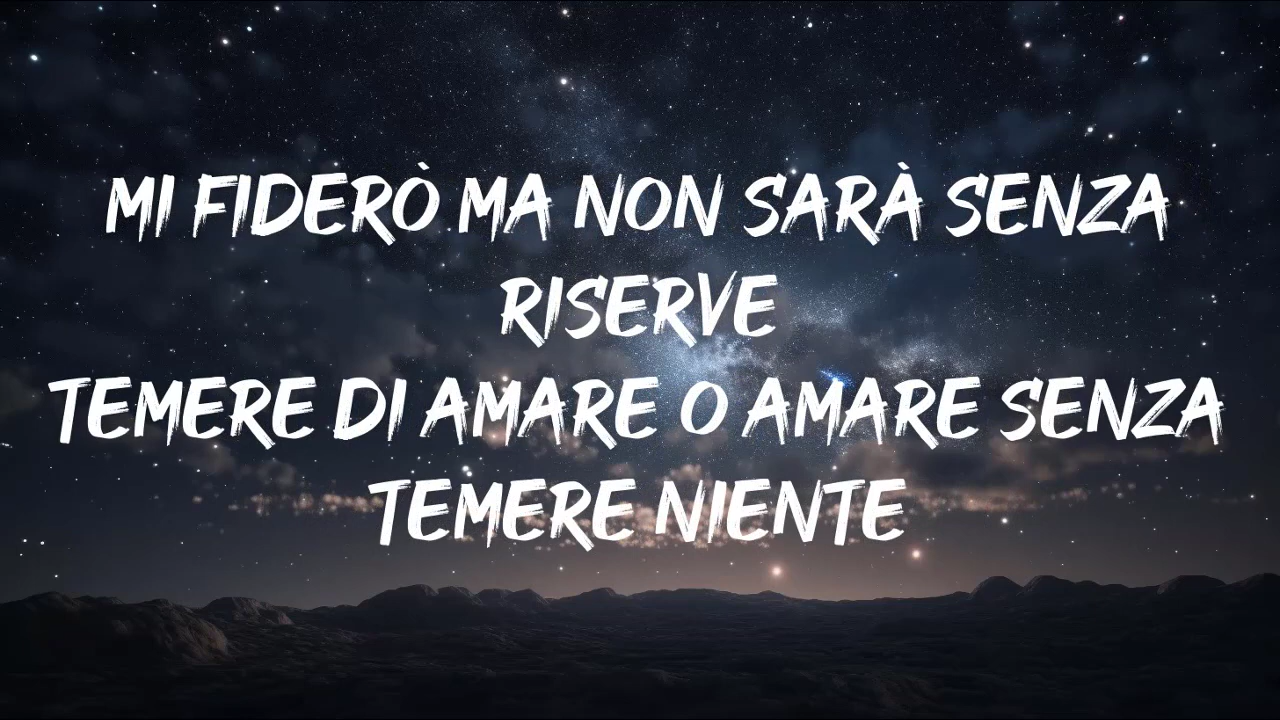 MI FIDERÒ MA NON SARÀ SENZA
RISERVE
TEMERE DI AMARE O AMARE SENZA
TEMERE NIENTE